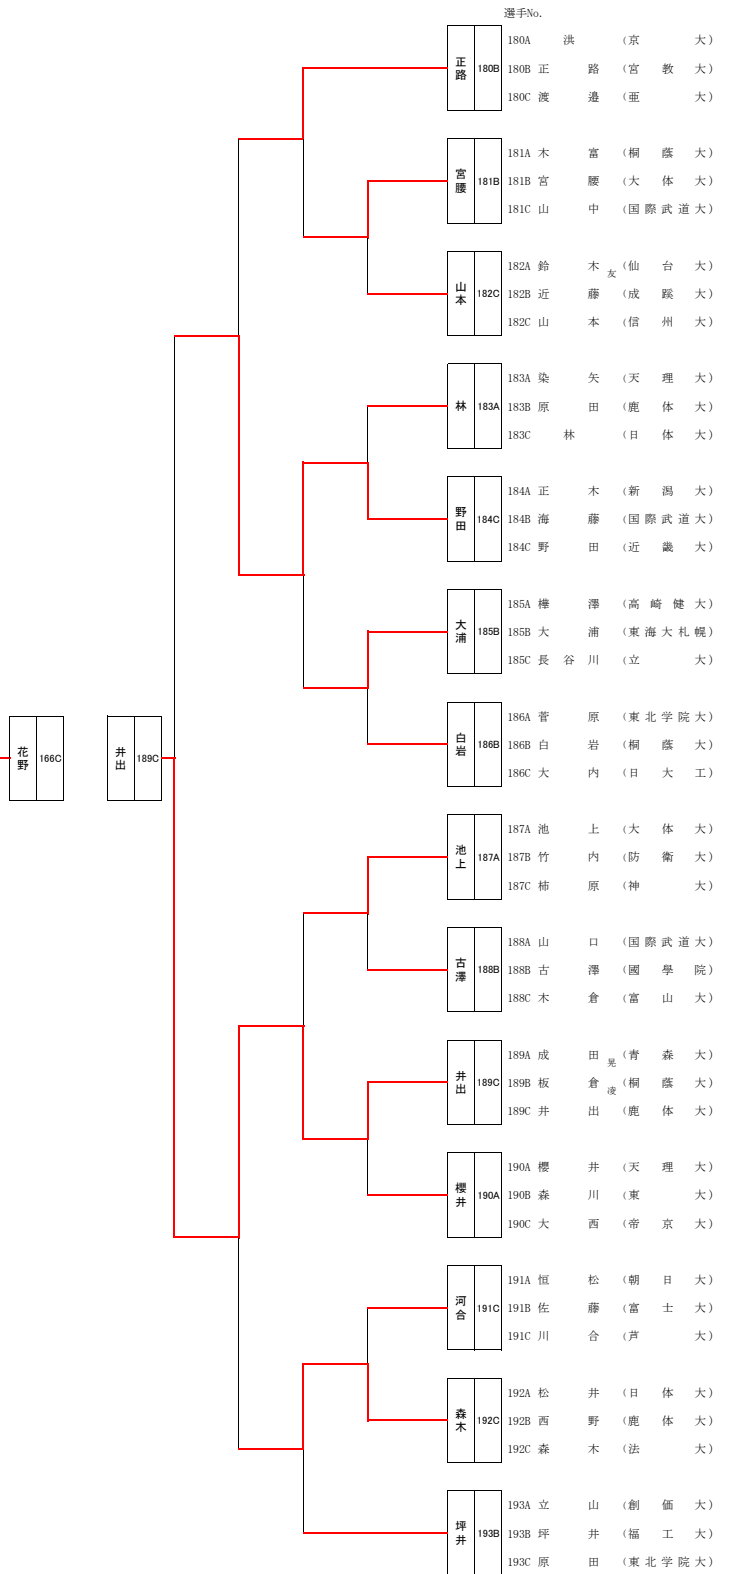 選手No.
正路 180B
180A 洪 (京大)
180B 正路 (宮教大)
180C 渡邉 (亜大)
宮腰 181B
181A 木富 (桐蔭大)
181B 宮腰 (大体大)
181C 山中 (国際武道大)
山本 182C
182A 鈴木友 (仙台大)
182B 近藤 (成蹊大)
182C 山本 (信州大)
林 183A
183A 染矢 (天理大)
183B 原田 (鹿体大)
183C 林 (日体大)
野田 184C
184A 正木 (新潟大)
184B 海藤 (国際武道大)
184C 野田 (近畿大)
大浦 185B
185A 樺澤 (高崎健大)
185B 大浦 (東海大札幌)
185C 長谷川 (立大)
白岩 186B
186A 菅原 (東北学院大)
186B 白岩 (桐蔭大)
186C 大内 (日大工)
花野 166C
井出 189C
池上 187A
187A 池上 (大体大)
187B 竹内 (防衛大)
187C 柿原 (神大)
古澤 188B
188A 山口 (国際武道大)
188B 古澤 (國學院)
188C 木倉 (富山大)
井出 189C
189A 成田晃 (青森大)
189B 板倉凌 (桐蔭大)
189C 井出 (鹿体大)
櫻井 190A
190A 櫻井 (天理大)
190B 森川 (東大)
190C 大西 (帝京大)
河合 191C
191A 恒松 (朝日大)
191B 佐藤 (富士大)
191C 川合 (芦大)
森木 192C
192A 松井 (日体大)
192B 西野 (鹿体大)
192C 森木 (法大)
坪井 193B
193A 立山 (創価大)
193B 坪井 (福工大)
193C 原田 (東北学院大)